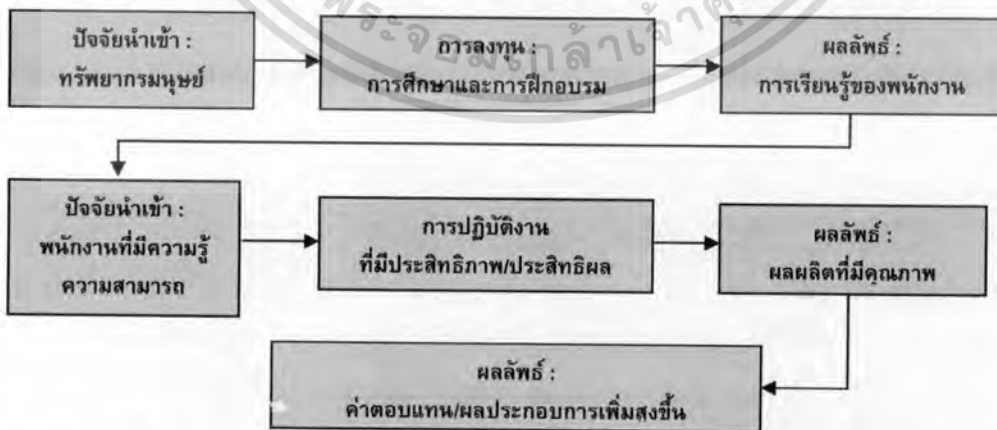 ปัจจัยนำเข้า :
ทรัพยากรมนุษย์
การลงทุน :
การศึกษาและการฝึกอบรม
ผลลัพธ์ :
การเรียนรู้ของพนักงาน
ปัจจัยนำเข้า :
พนักงานที่มีความรู้
ความสามารถ
การปฏิบัติงาน
ที่มีประสิทธิภาพ/ประสิทธิผล
ผลลัพธ์ :
ผลผลิตที่มีคุณภาพ
ผลลัพธ์ :
ค่าตอบแทน/ผลประกอบการเพิ่มสูงขึ้น